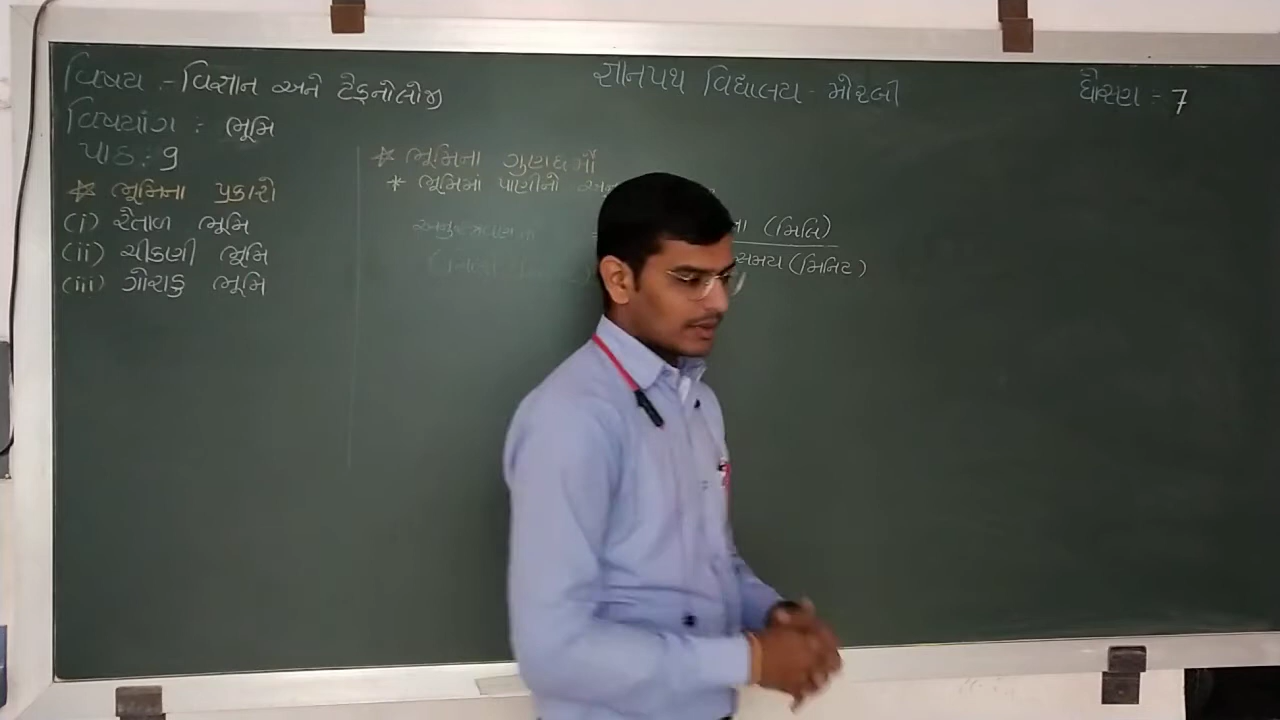 વિષય :- વિજ્ઞાન અને ટેક્નોલોજી
જ્ઞાનપથ વિદ્યાલય - મોરબી
ધોરણ :- 7
વિષયાંગ : ભૂમિ
પાઠ : 9
☆ ભૂમિના પ્રકારો
(i) રેતાળ ભૂમિ
(ii) ચીકણી ભૂમિ
(iii) ગોરાડુ ભૂમિ
☆ ભૂમિના ગુણધર્મો
* ભૂમિમાં પાણીનો
(મિલિ)
સમય (મિનિટ)